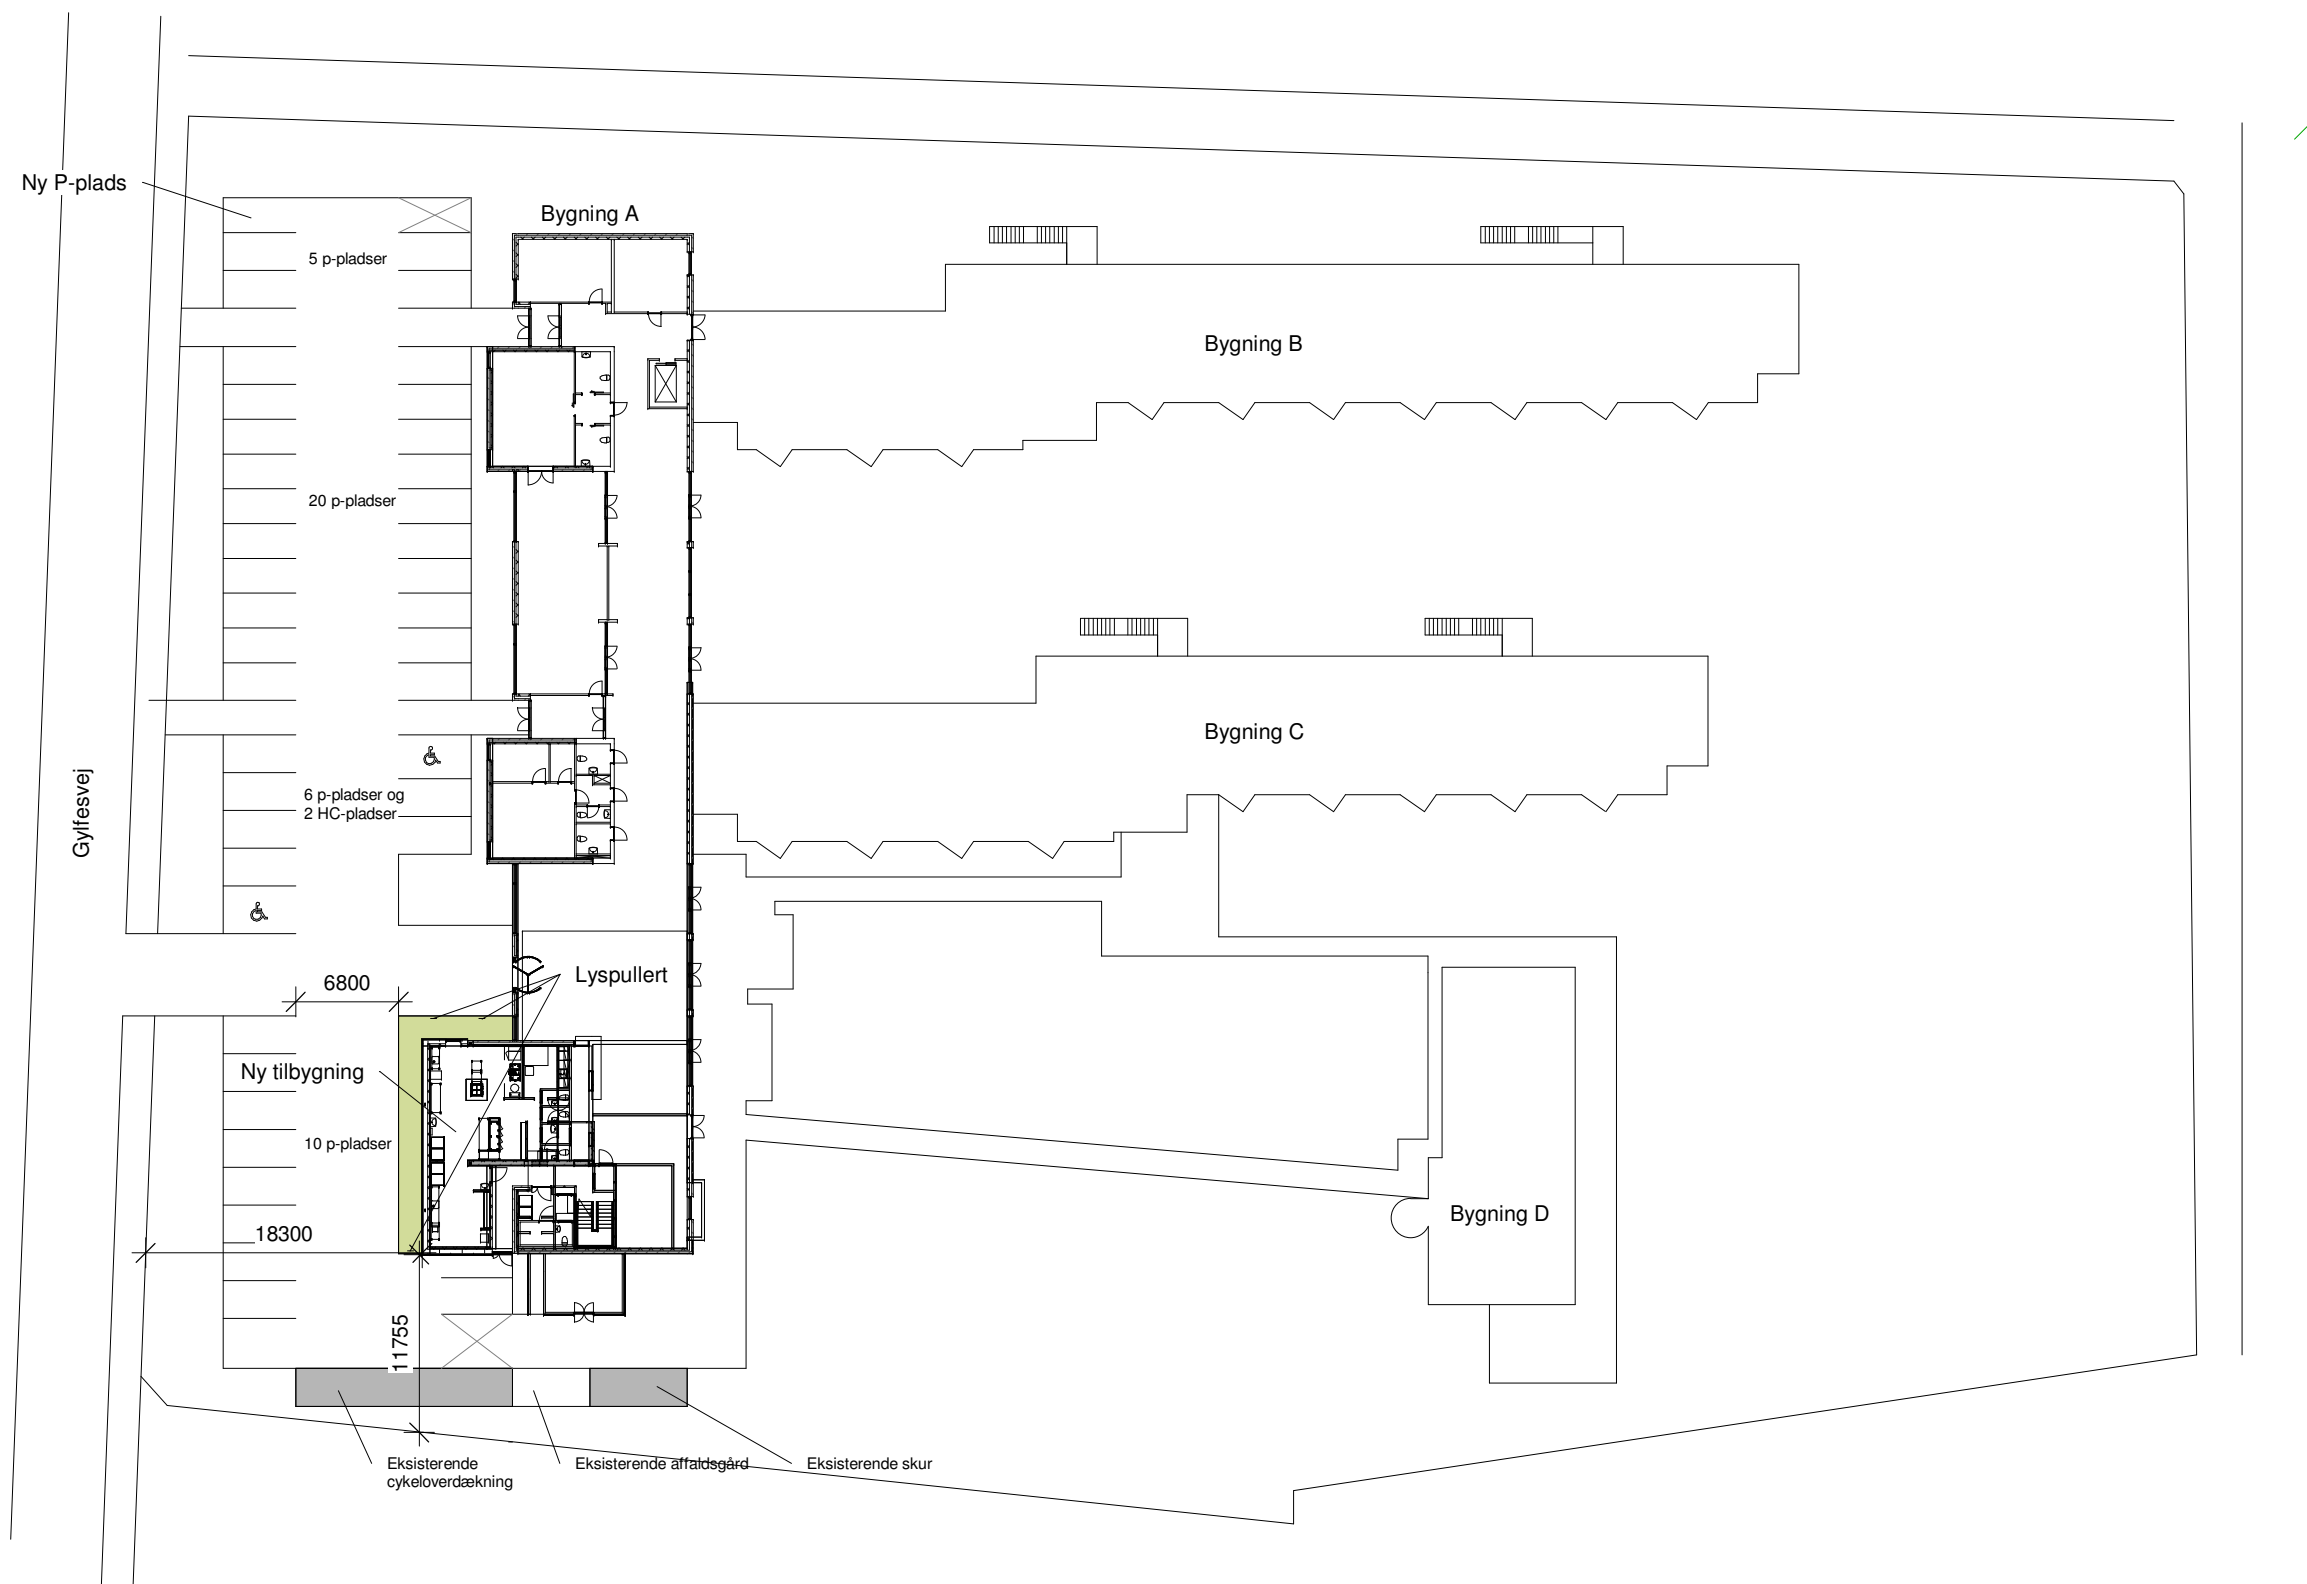 Ny P-plads
Bygning A
5 p-pladser
Bygning B
20 p-pladser
Bygning C
Gylfesvej
6 p-pladser og
2 HC-pladser
6800
Lyspullert
Ny tilbygning
10 p-pladser
18300
Bygning D
11755
Eksisterende
cykeloverdækning
Eksisterende affaldsgård
Eksisterende skur